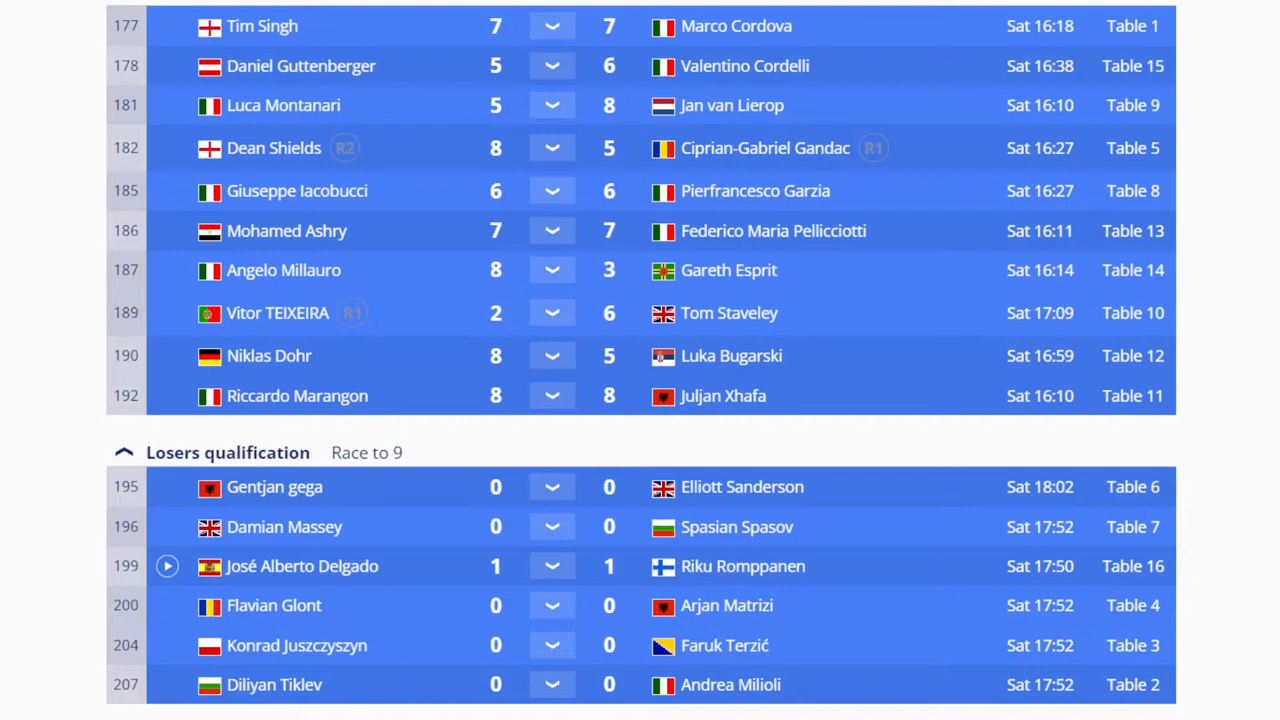 177 Tim Singh 7 7 Marco Cordova Sat 16:18 Table 1
178 Daniel Guttenberger 5 6 Valentino Cordelli Sat 16:38 Table 15
181 Luca Montanari 5 8 Jan van Lierop Sat 16:10 Table 9
182 Dean Shields R2 8 5 Ciprian-Gabriel Gandac R1 Sat 16:27 Table 5
185 Giuseppe Iacobucci 6 6 Pierfrancesco Garzia Sat 16:27 Table 8
186 Mohamed Ashry 7 7 Federico Maria Pellicciotti Sat 16:11 Table 13
187 Angelo Millauro 8 3 Gareth Esprit Sat 16:14 Table 14
189 Vitor TEIXEIRA R1 2 6 Tom Staveley Sat 17:09 Table 10
190 Niklas Dohr 8 5 Luka Bugarski Sat 16:59 Table 12
192 Riccardo Marangon 8 8 Juljan Xhafa Sat 16:10 Table 11
Losers qualification Race to 9
195 Gentjan gega 0 0 Elliott Sanderson Sat 18:02 Table 6
196 Damian Massey 0 0 Spasian Spasov Sat 17:52 Table 7
199 José Alberto Delgado 1 1 Riku Romppanen Sat 17:50 Table 16
200 Flavian Glont 0 0 Arjan Matrizi Sat 17:52 Table 4
204 Konrad Juszczyszyn 0 0 Faruk Terzić Sat 17:52 Table 3
207 Diliyan Tiklev 0 0 Andrea Milioli Sat 17:52 Table 2